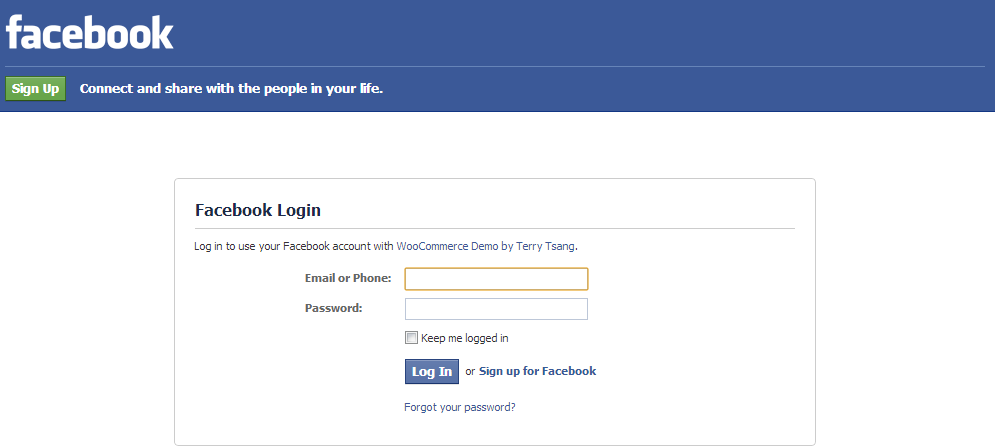 facebook
Sign Up Connect and share with the people in your life.
Facebook Login
Log in to use your Facebook account with WooCommerce Demo by Terry Tsang.
Email or Phone:
Password:
Keep me logged in
Log In or Sign up for Facebook
Forgot your password?